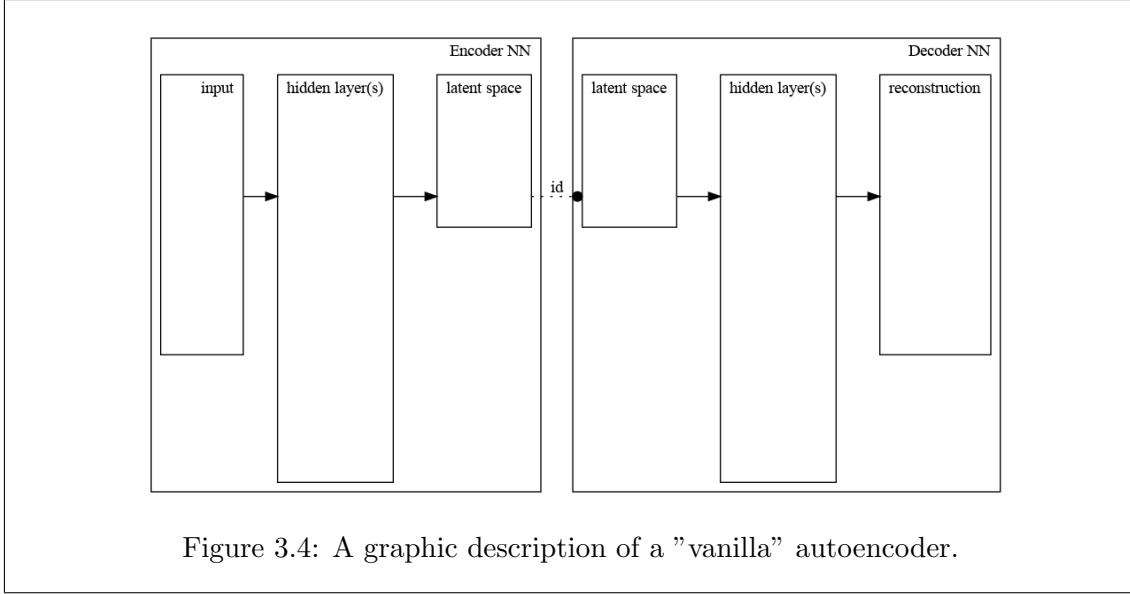 Encoder NN
Decoder NN
input
hidden layer(s)
latent space
latent space
hidden layer(s)
reconstruction
id
Figure 3.4: A graphic description of a ”vanilla” autoencoder.